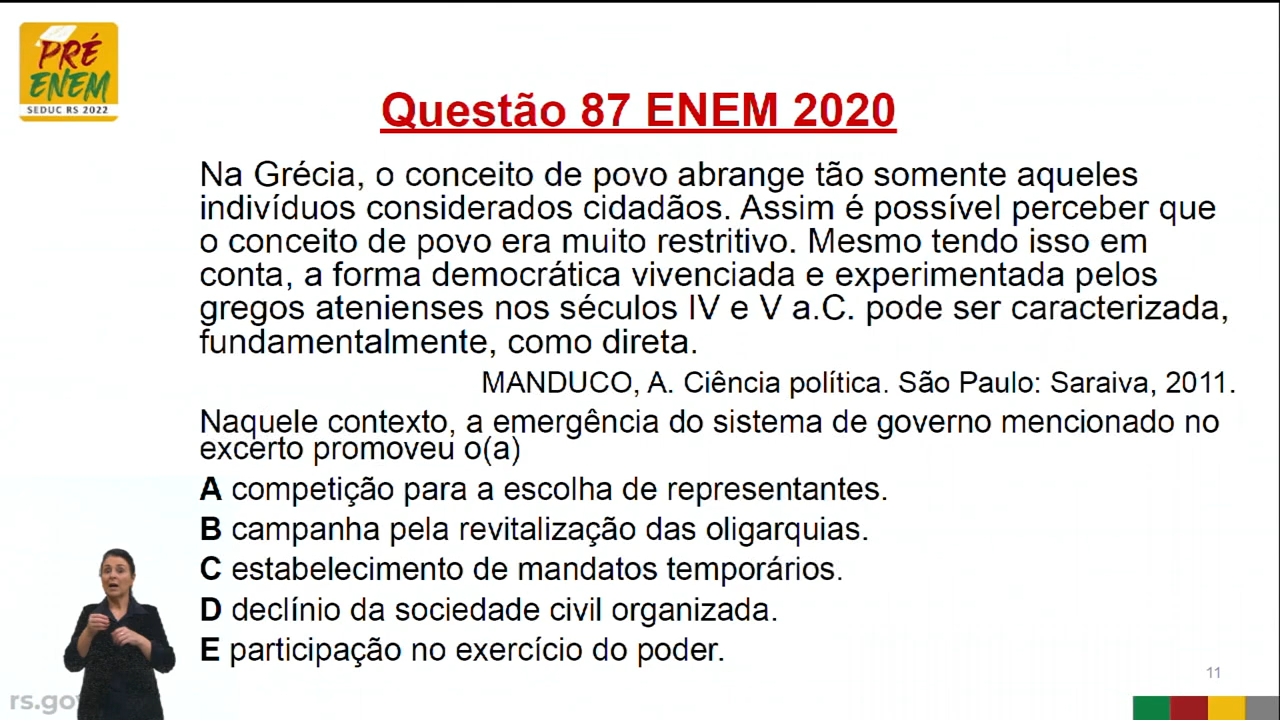 PRÉ
ENEM
SEDUC RS 2022
Questão 87 ENEM 2020
Na Grécia, o conceito de povo abrange tão somente aqueles
indivíduos considerados cidadãos. Assim é possível perceber que
o conceito de povo era muito restritivo. Mesmo tendo isso em
conta, a forma democrática vivenciada e experimentada pelos
gregos atenienses nos séculos IV e V a.C. pode ser caracterizada,
fundamentalmente, como direta.
MANDUCO, A. Ciência política. São Paulo: Saraiva, 2011.
Naquele contexto, a emergência do sistema de governo mencionado no
excerto promoveu o(a)
A competição para a escolha de representantes.
B campanha pela revitalização das oligarquias.
C estabelecimento de mandatos temporários.
D declínio da sociedade civil organizada.
E participação no exercício do poder.
11
rs.go